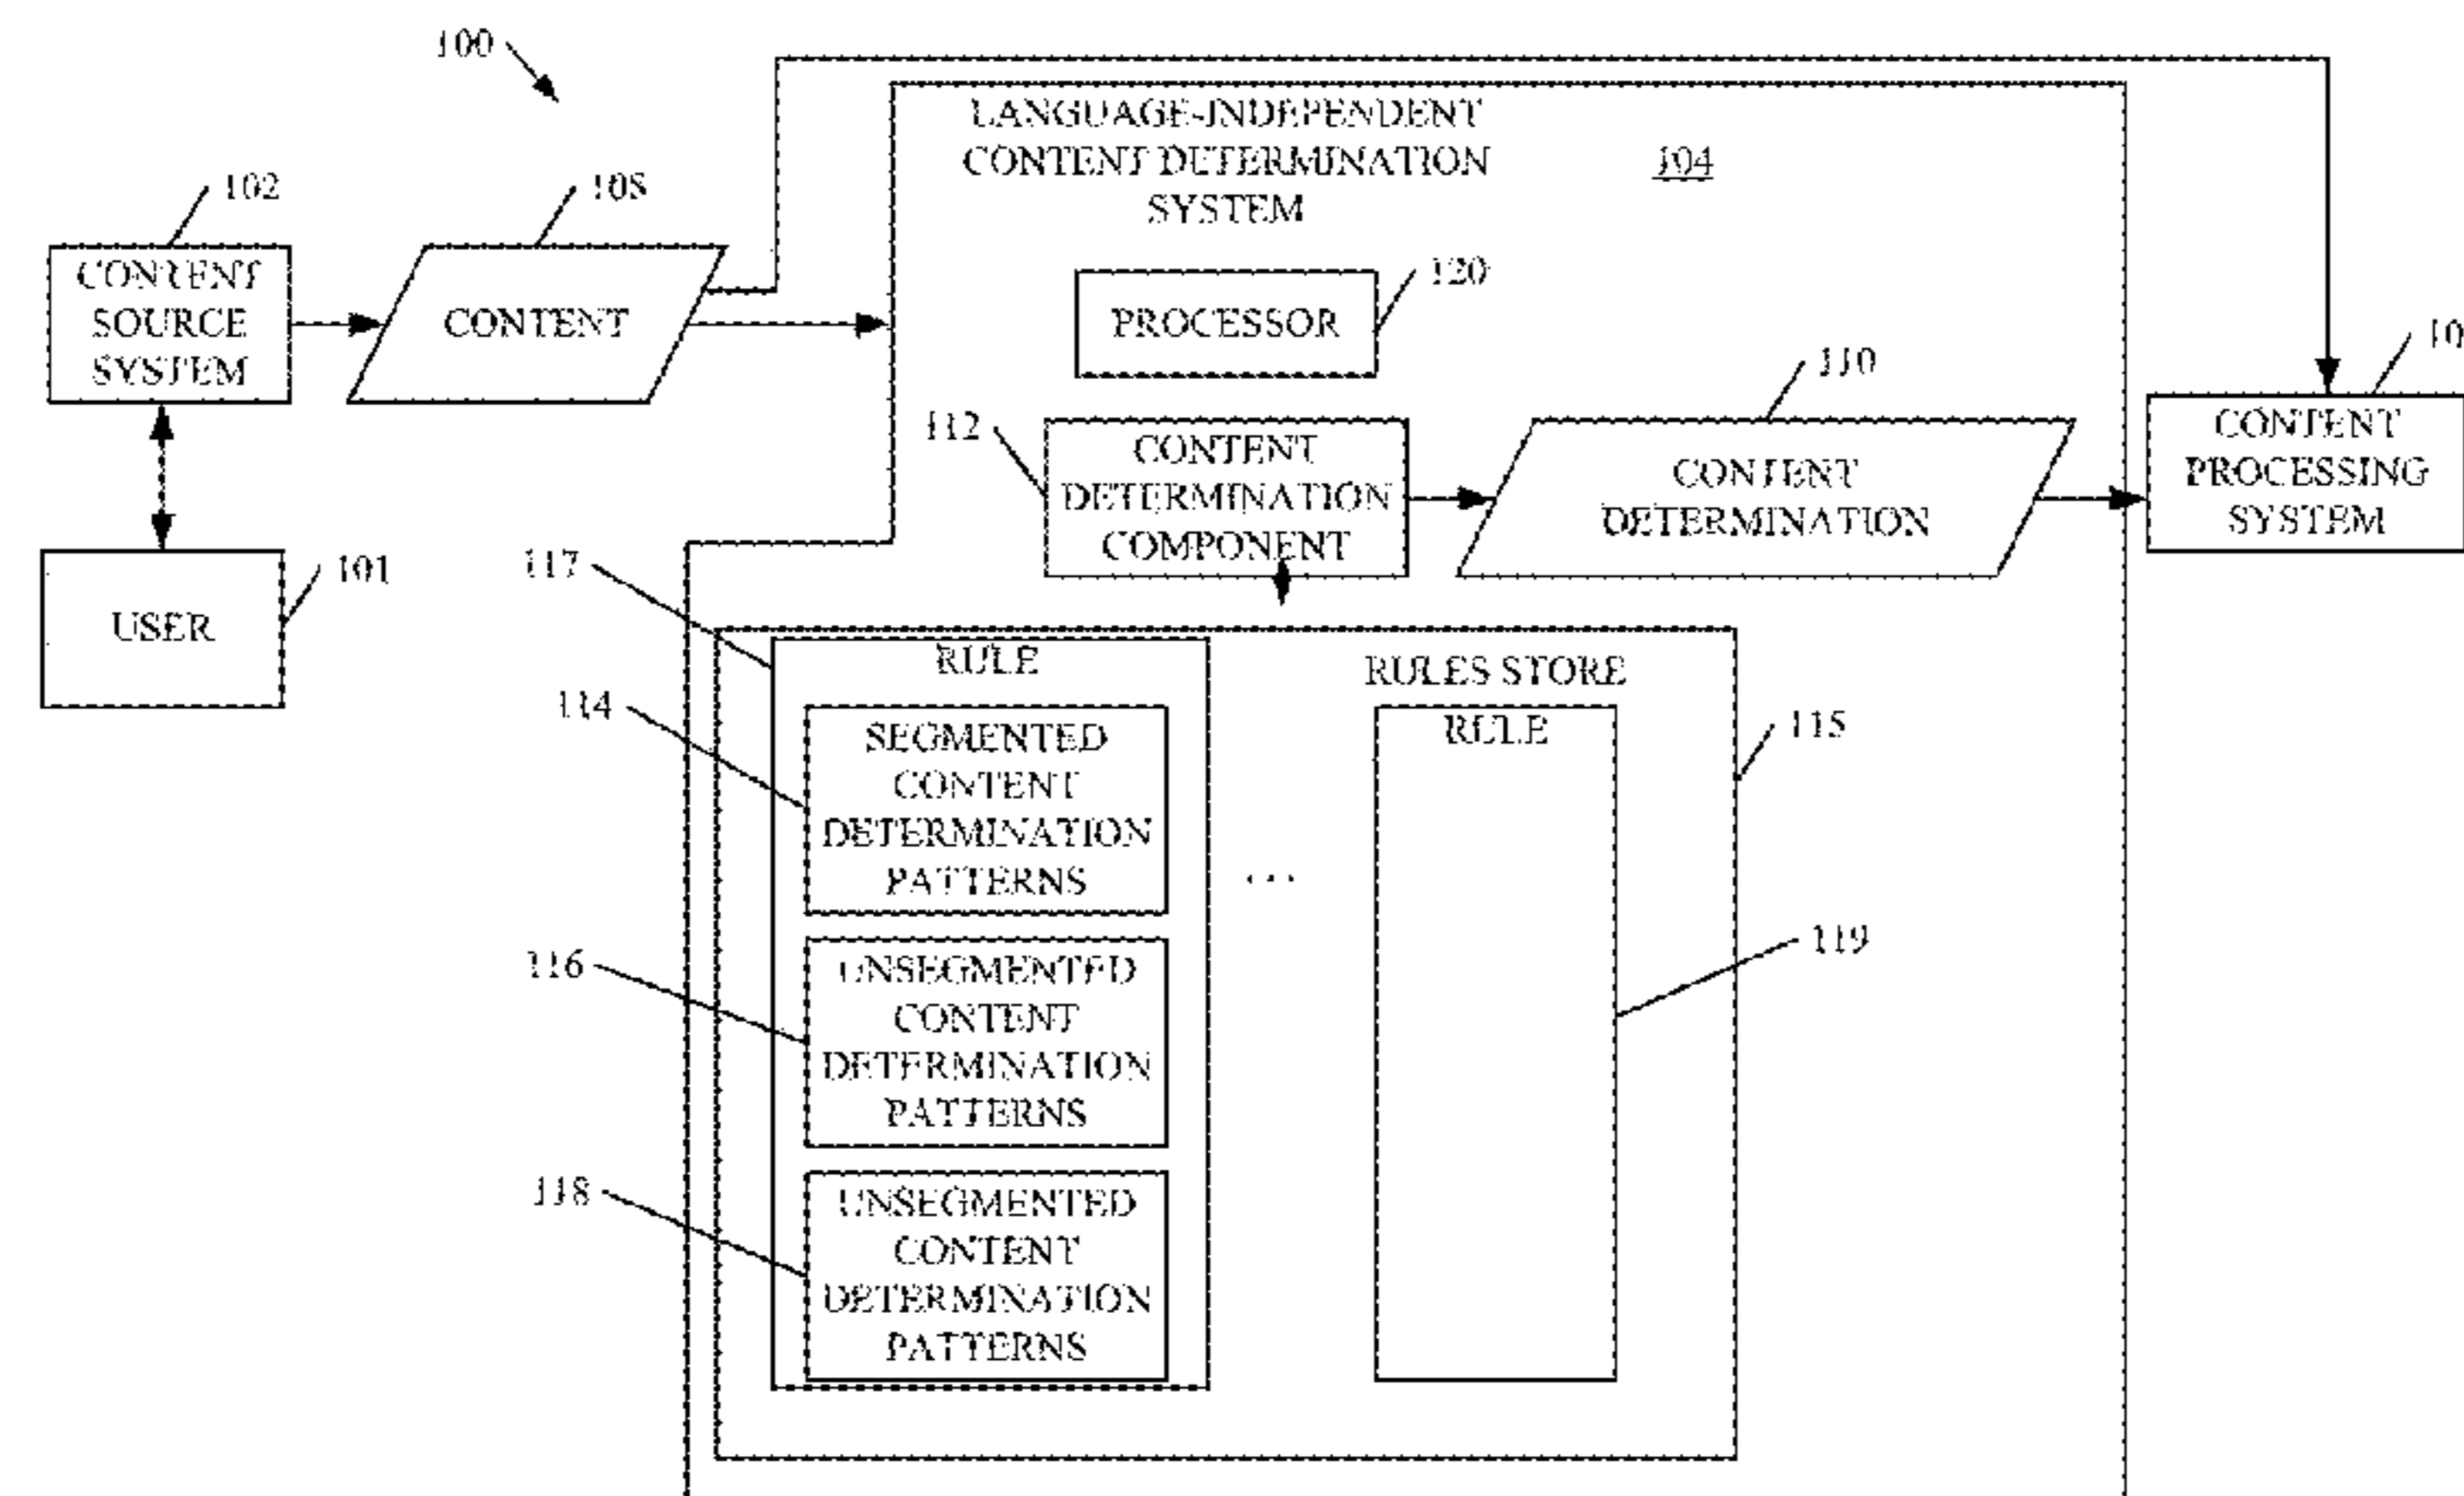 100
LANGUAGE-INDEPENDENT
CONTENT DETERMINATION
SYSTEM
104
102
108
CONTENT
SOURCE
SYSTEM
CONTENT
PROCESSOR
120
110
112
CONTENT
DETERMINATION
COMPONENT
CONTENT
DETERMINATION
CONTENT
PROCESSING
SYSTEM
USER
101
117
RULE
RULES STORE
114
SEGMENTED
CONTENT
DETERMINATION
PATTERNS
RULE
115
...
116
UNSEGMENTED
CONTENT
DETERMINATION
PATTERNS
119
118
UNSEGMENTED
CONTENT
DETERMINATION
PATTERNS